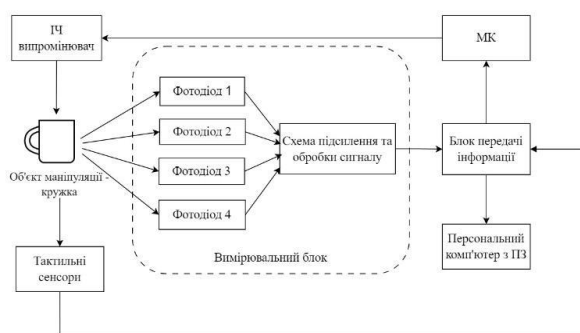 ІЧ
випромінювач
МК
Фотодіод 1
Фотодіод 2
Фотодіод 3
Фотодіод 4
Схема підсилення та
обробки сигналу
Блок передачі
інформації
Об'єкт маніпуляції -
кружка
Тактильні
сенсори
Вимірювальний блок
Персональний
комп'ютер з ПЗ